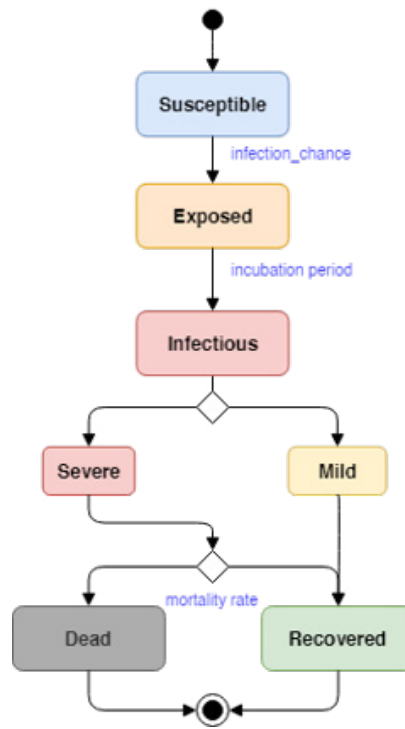 Susceptible
infection_chance
Exposed
incubation period
Infectious
Severe
Mild
mortality rate
Dead
Recovered